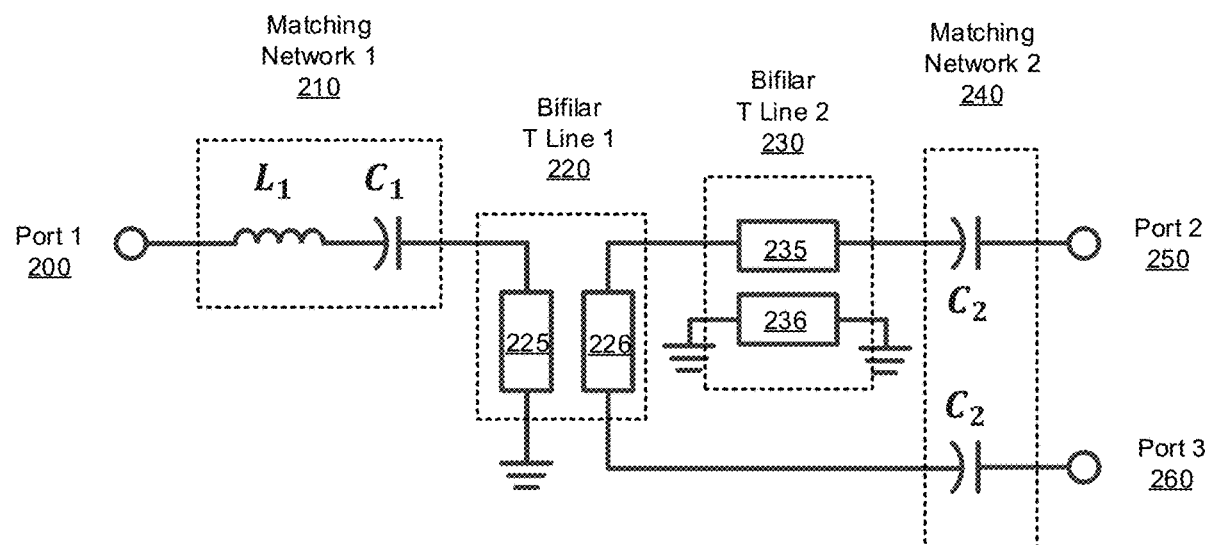 Matching
Network 1
210
Bifilar
T Line 1
220
Bifilar
T Line 2
230
Matching
Network 2
240
L₁
C₁
Port 1
200
225
226
235
236
C₂
Port 2
250
C₂
Port 3
260